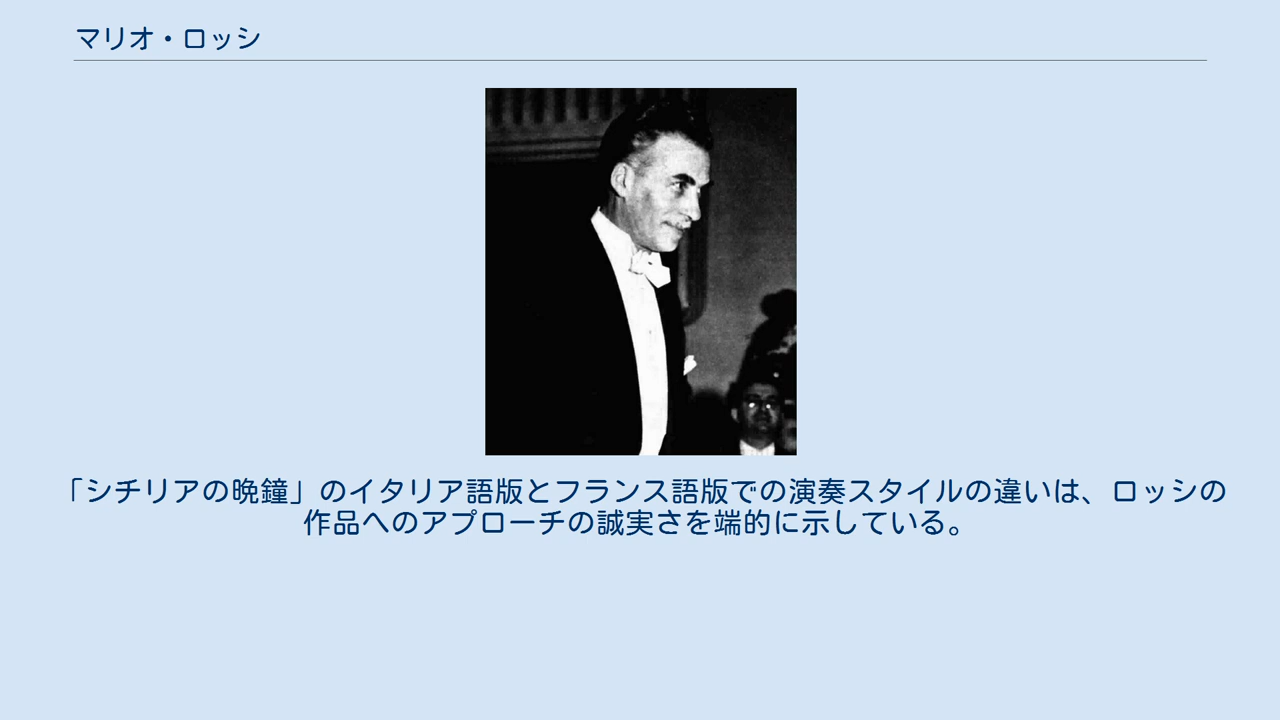 マリオ・ロッシ
「シチリアの晩鐘」のイタリア語版とフランス語版での演奏スタイルの違いは、ロッシの
作品へのアプローチの誠実さを端的に示している。